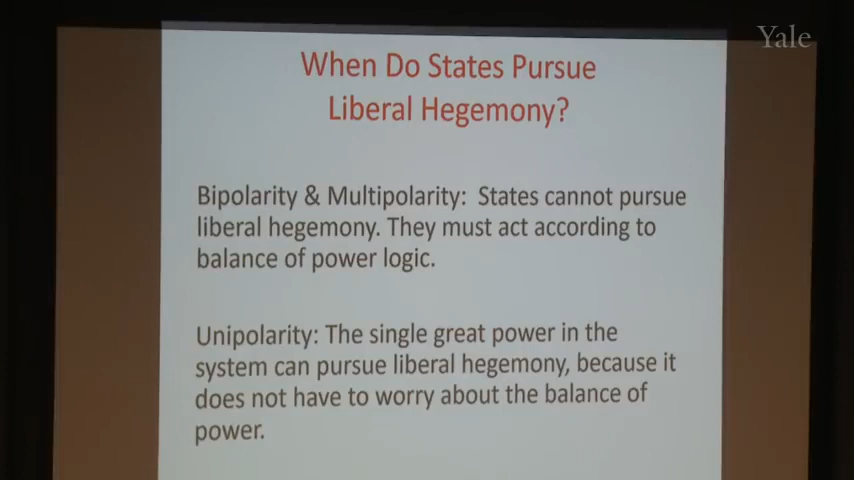 Yale
When Do States Pursue
Liberal Hegemony?
Bipolarity & Multipolarity: States cannot pursue
liberal hegemony. They must act according to
balance of power logic.
Unipolarity: The single great power in the
system can pursue liberal hegemony, because it
does not have to worry about the balance of
power.